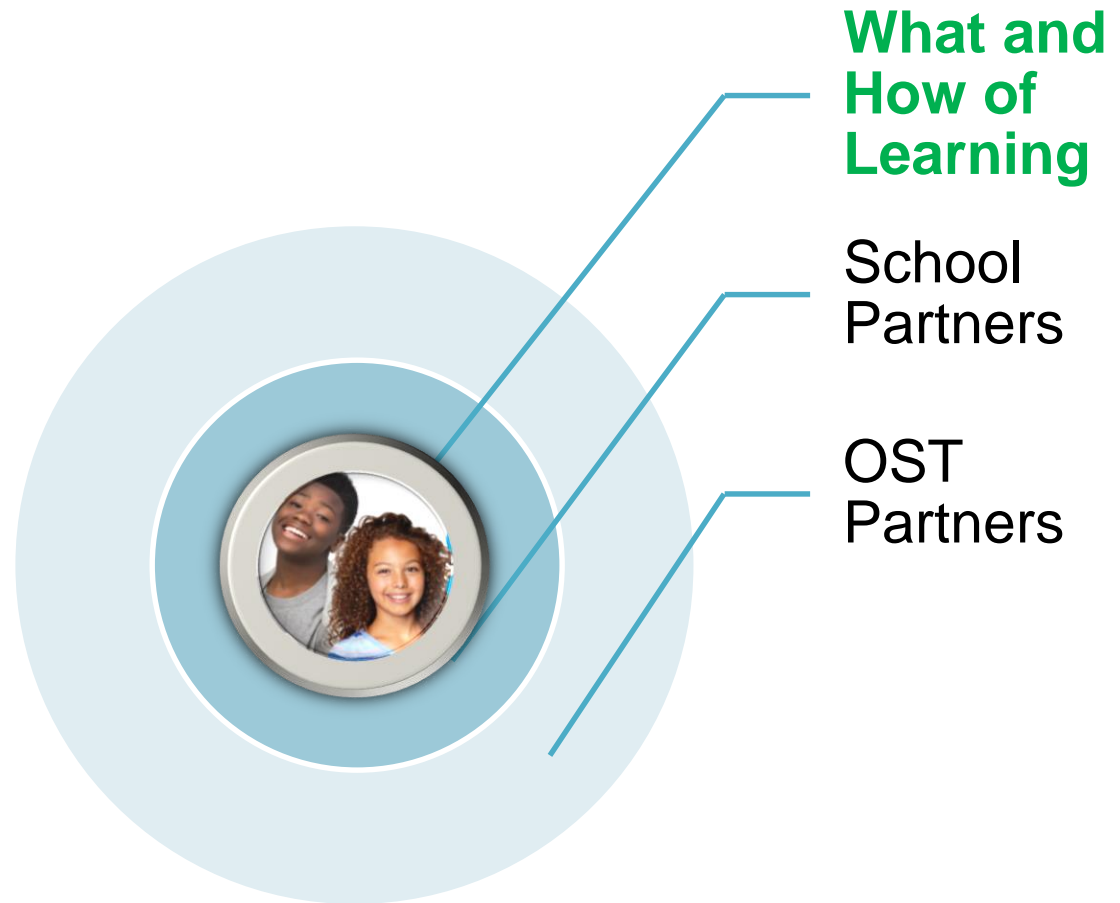 What and
How of
Learning
School
Partners
OST
Partners